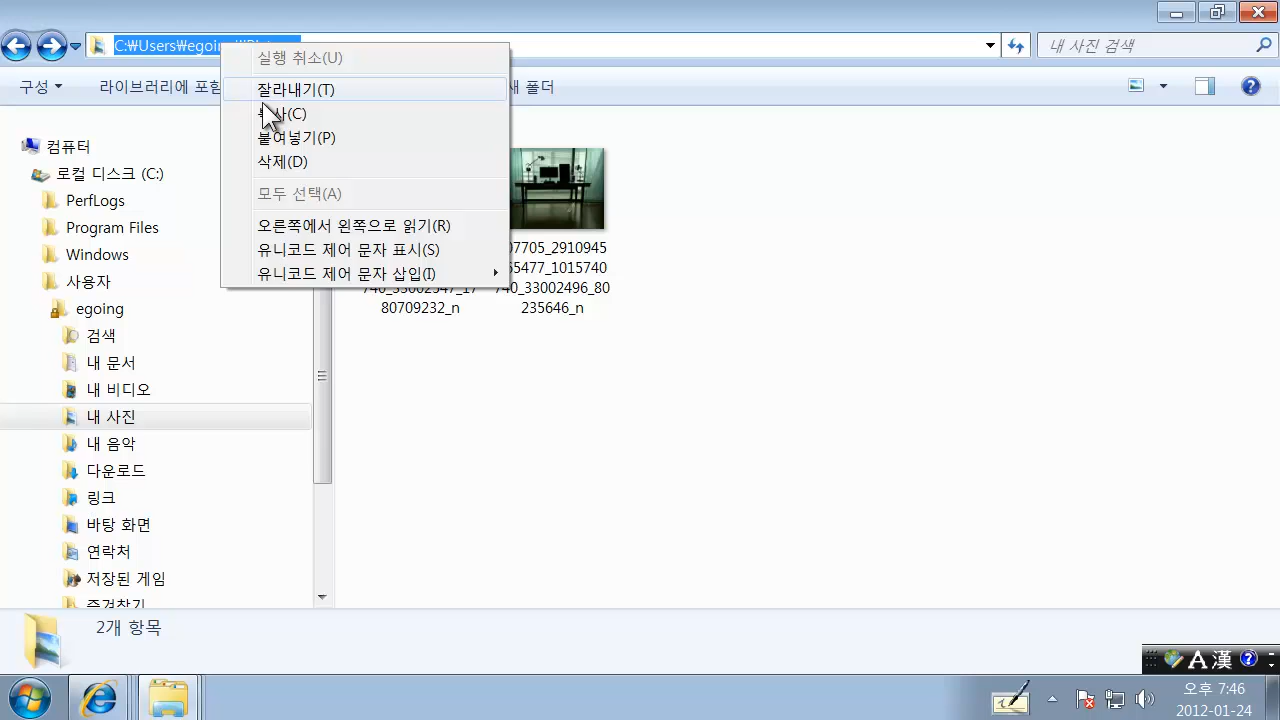 C:\Users\egoing
내 사진 검색
구성
라이브러리에 포함
새 폴더
실행 취소(U)
잘라내기(T)
복사(C)
붙여넣기(P)
삭제(D)
모두 선택(A)
오른쪽에서 왼쪽으로 읽기(R)
유니코드 제어 문자 표시(S)
유니코드 제어 문자 삽입(I)
컴퓨터
로컬 디스크 (C:)
PerfLogs
Program Files
Windows
사용자
egoing
검색
내 문서
내 비디오
내 사진
내 음악
다운로드
링크
바탕 화면
연락처
저장된 게임
즐겨찾기
80709232_n
07705_2910945
55477_1015740
740_33002496_80
235646_n
2개 항목
A 漢
오후 7:46
2012-01-24